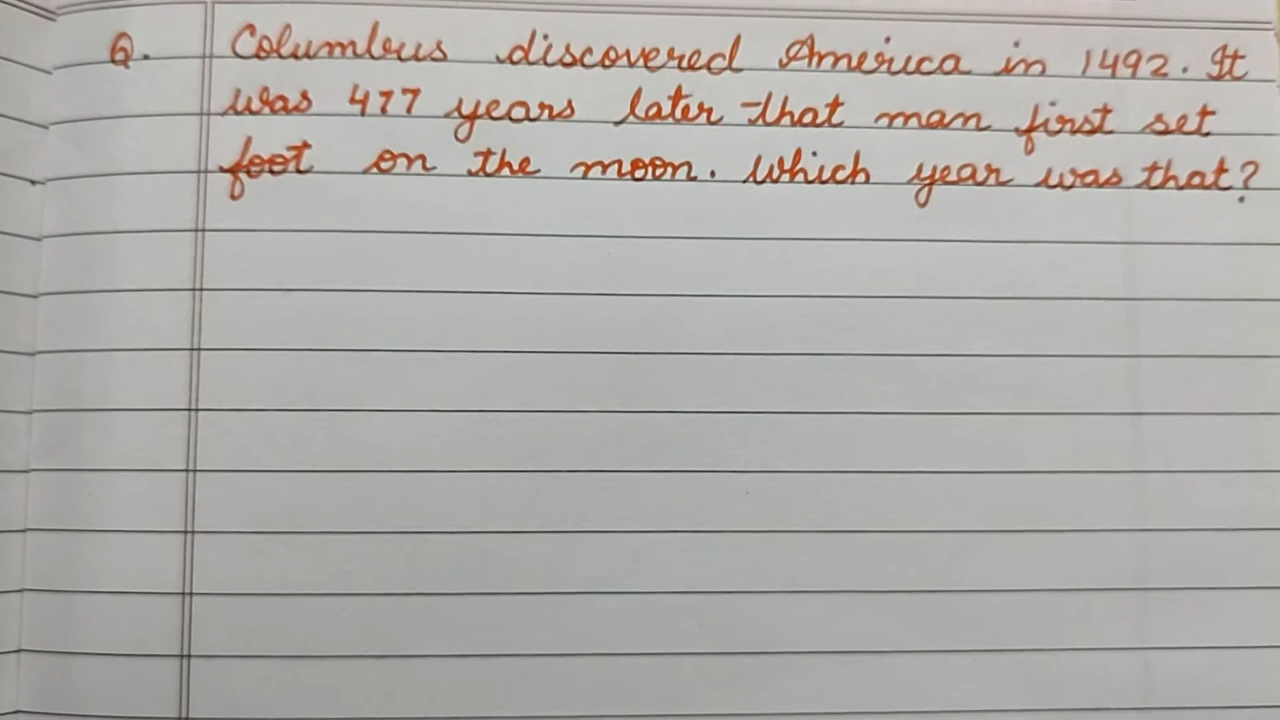 Q. Columbus discovered America in 1492. It
was 477 years later that man first set
foot on the moon. Which year was that?